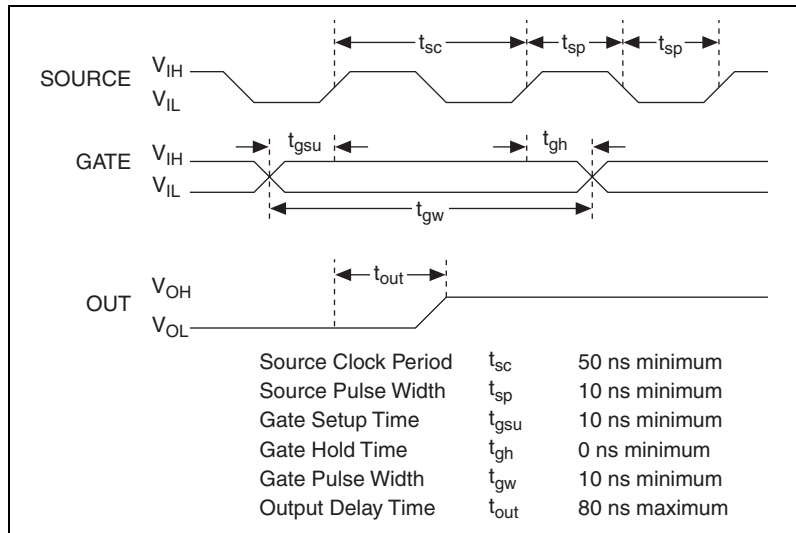 t_sc t_sp t_sp
SOURCE V_IH
V_IL
t_gsu t_gh
GATE V_IH
V_IL
t_gw
t_out
OUT V_OH
V_OL
Source Clock Period t_sc 50 ns minimum
Source Pulse Width t_sp 10 ns minimum
Gate Setup Time t_gsu 10 ns minimum
Gate Hold Time t_gh 0 ns minimum
Gate Pulse Width t_gw 10 ns minimum
Output Delay Time t_out 80 ns maximum